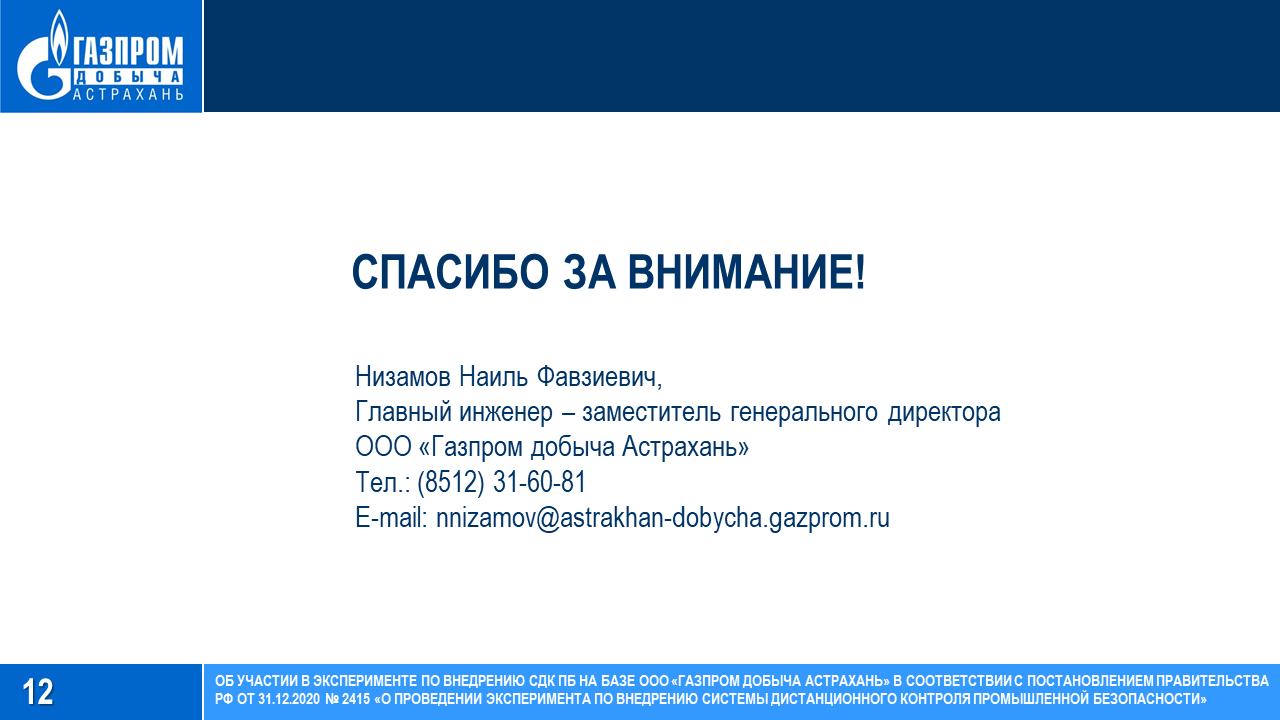 ГАЗПРОМ
ДОБЫЧА
АСТРАХАНЬ
СПАСИБО ЗА ВНИМАНИЕ!
Низамов Наиль Фавзиевич,
Главный инженер – заместитель генерального директора
ООО «Газпром добыча Астрахань»
Тел.: (8512) 31-60-81
E-mail: nnizamov@astrakhan-dobycha.gazprom.ru
12
ОБ УЧАСТИИ В ЭКСПЕРИМЕНТЕ ПО ВНЕДРЕНИЮ СДК ПБ НА БАЗЕ ООО «ГАЗПРОМ ДОБЫЧА АСТРАХАНЬ» В СООТВЕТСТВИИ С ПОСТАНОВЛЕНИЕМ ПРАВИТЕЛЬСТВА
РФ ОТ 31.12.2020 № 2415 «О ПРОВЕДЕНИИ ЭКСПЕРИМЕНТА ПО ВНЕДРЕНИЮ СИСТЕМЫ ДИСТАНЦИОННОГО КОНТРОЛЯ ПРОМЫШЛЕННОЙ БЕЗОПАСНОСТИ»